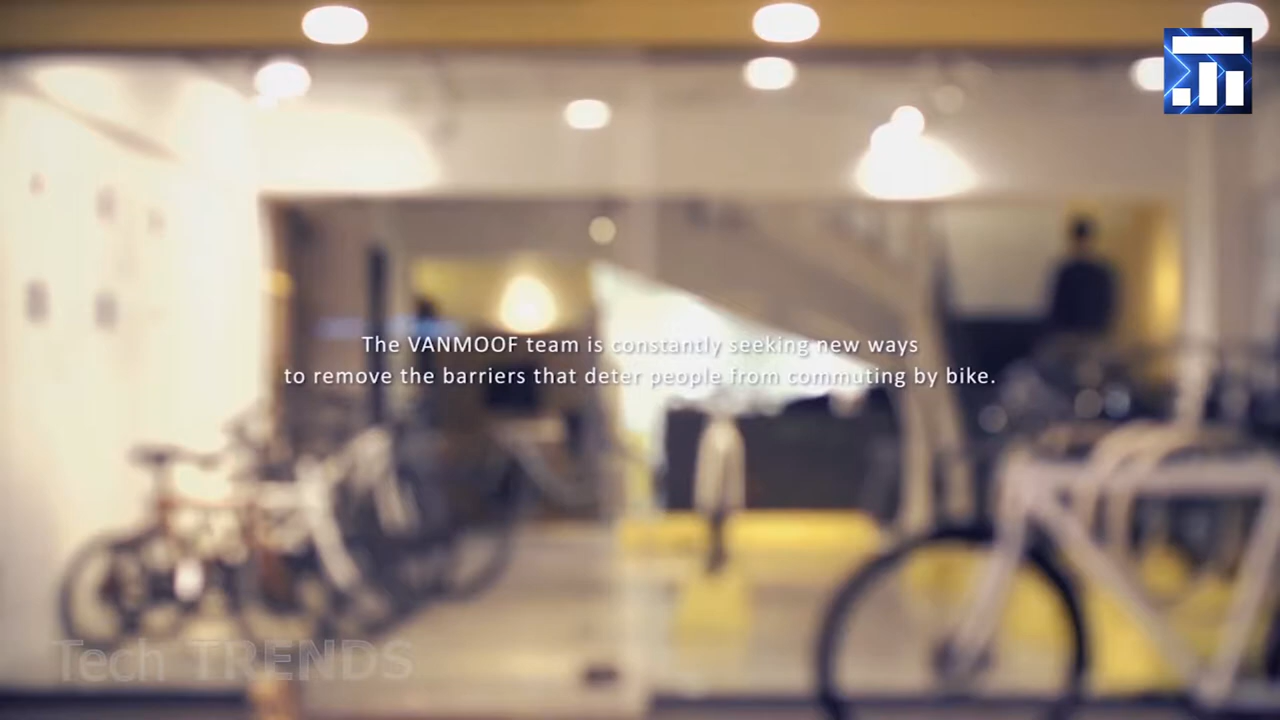 The VANMOOF team is constantly seeking new ways
to remove the barriers that deter people from commuting by bike.
Tech TRENDS